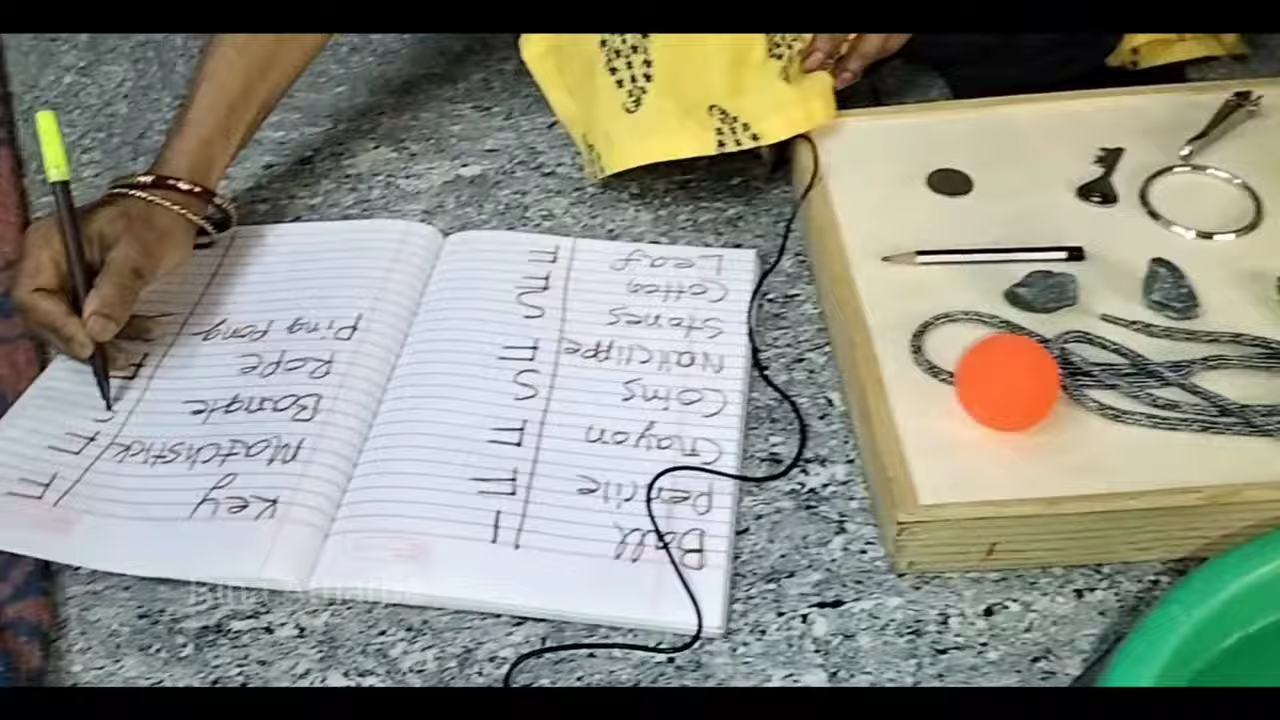 Ball F
Pencile F
Crayon F
Coins S
Nailclippe F
Stones S
Cotton F
Leaf F
Key F
Matchstick F
Bangle
Rope F
Ping Pong